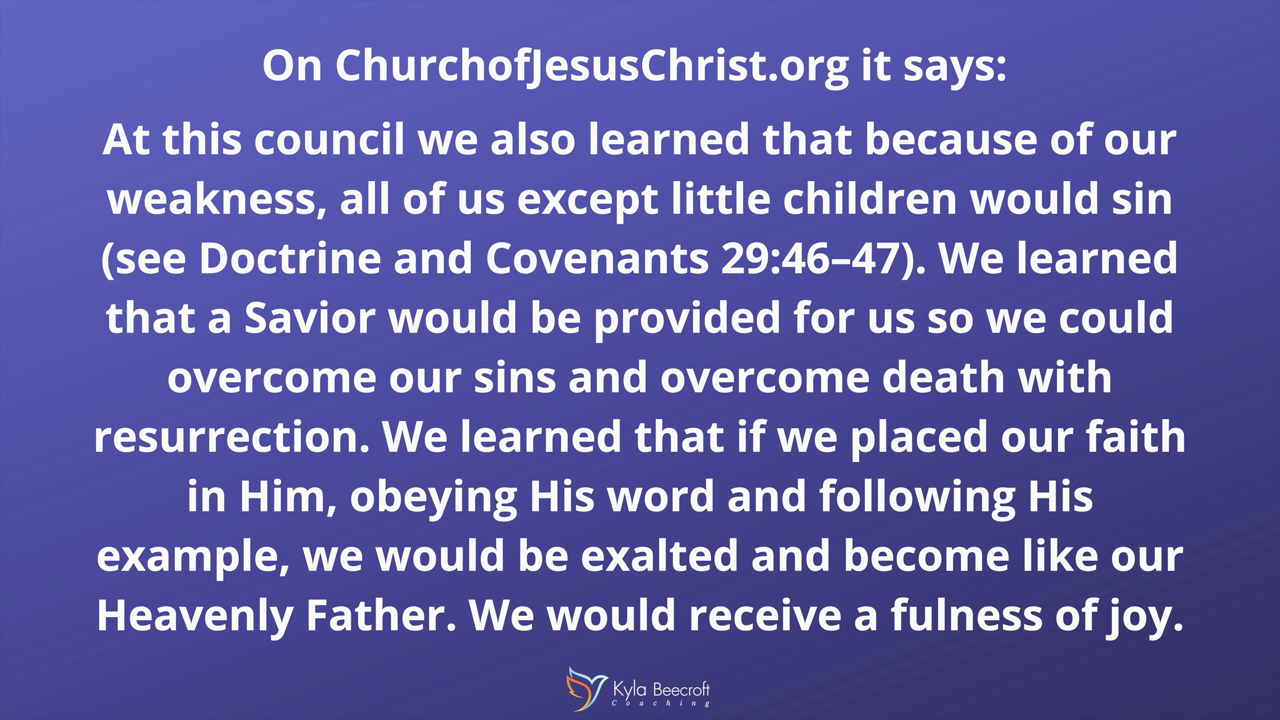 On ChurchofJesusChrist.org it says:
At this council we also learned that because of our
weakness, all of us except little children would sin
(see Doctrine and Covenants 29:46–47). We learned
that a Savior would be provided for us so we could
overcome our sins and overcome death with
resurrection. We learned that if we placed our faith
in Him, obeying His word and following His
example, we would be exalted and become like our
Heavenly Father. We would receive a fulness of joy.
Kyla Beecroft
Coaching